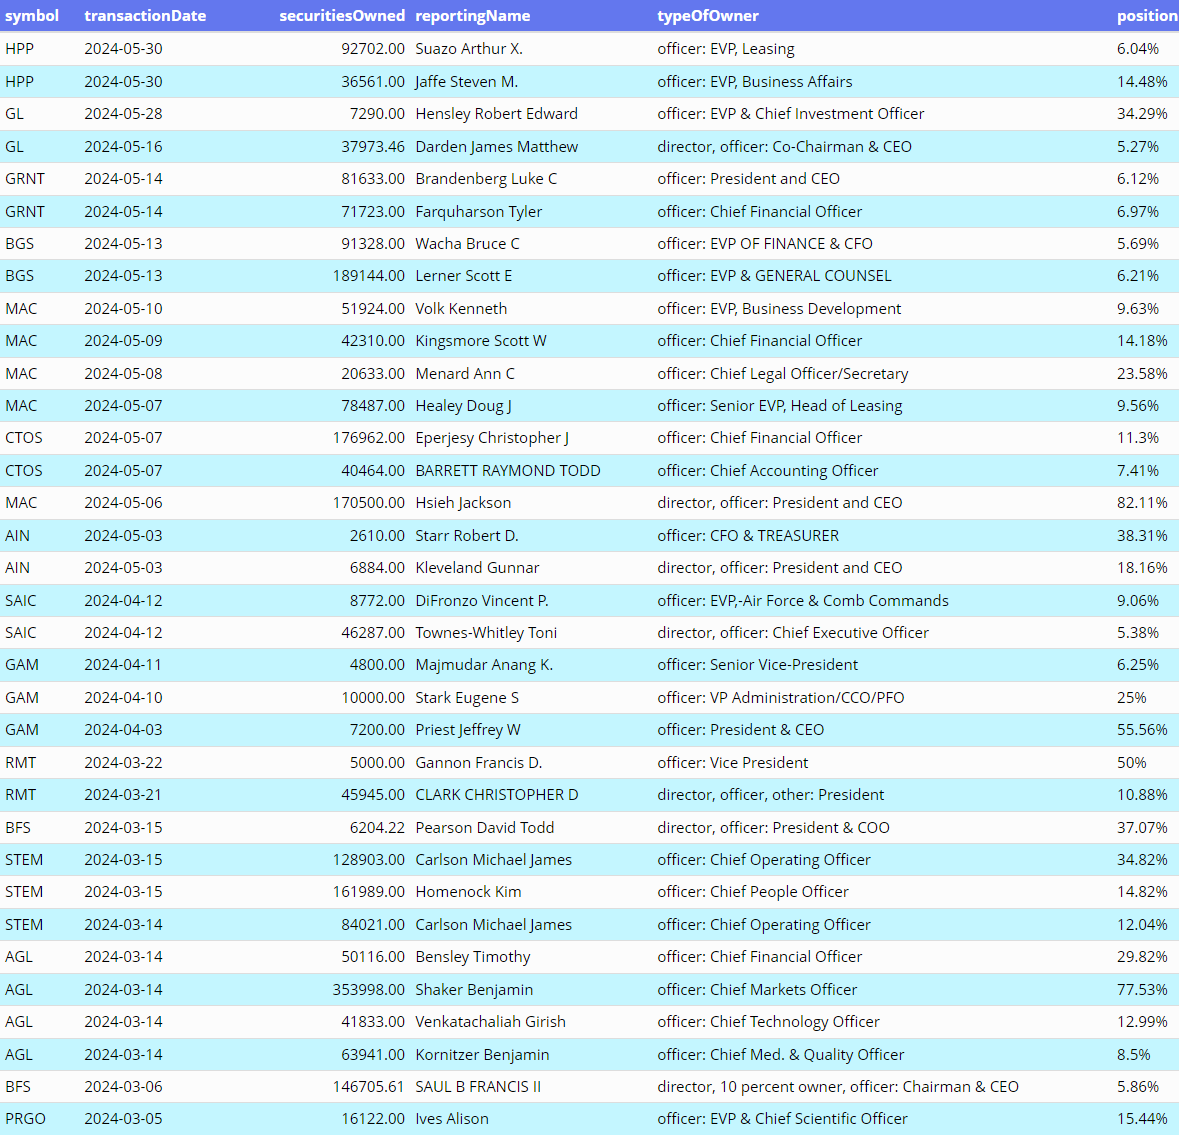 symbol transactionDate securitiesOwned reportingName typeOfOwner position
HPP 2024-05-30 92702.00 Suazo Arthur X. officer: EVP, Leasing 6.04%
HPP 2024-05-30 36561.00 Jaffe Steven M. officer: EVP, Business Affairs 14.48%
GL 2024-05-28 7290.00 Hensley Robert Edward officer: EVP & Chief Investment Officer 34.29%
GL 2024-05-16 37973.46 Darden James Matthew director, officer: Co-Chairman & CEO 5.27%
GRNT 2024-05-14 81633.00 Brandenberg Luke C officer: President and CEO 6.12%
GRNT 2024-05-14 71723.00 Farquharson Tyler officer: Chief Financial Officer 6.97%
BGS 2024-05-13 91328.00 Wacha Bruce C officer: EVP OF FINANCE & CFO 5.69%
BGS 2024-05-13 189144.00 Lerner Scott E officer: EVP & GENERAL COUNSEL 6.21%
MAC 2024-05-10 51924.00 Volk Kenneth officer: EVP, Business Development 9.63%
MAC 2024-05-09 42310.00 Kingsmore Scott W officer: Chief Financial Officer 14.18%
MAC 2024-05-08 20633.00 Menard Ann C officer: Chief Legal Officer/Secretary 23.58%
MAC 2024-05-07 78487.00 Healey Doug J officer: Senior EVP, Head of Leasing 9.56%
CTOS 2024-05-07 176962.00 Eperjesy Christopher J officer: Chief Financial Officer 11.3%
CTOS 2024-05-07 40464.00 BARRETT RAYMOND TODD officer: Chief Accounting Officer 7.41%
MAC 2024-05-06 170500.00 Hsieh Jackson director, officer: President and CEO 82.11%
AIN 2024-05-03 2610.00 Starr Robert D. officer: CFO & TREASURER 38.31%
AIN 2024-05-03 6884.00 Kleveland Gunnar director, officer: President and CEO 18.16%
SAIC 2024-04-12 8772.00 DiFronzo Vincent P. officer: EVP,-Air Force & Comb Commands 9.06%
SAIC 2024-04-12 46287.00 Townes-Whitley Toni director, officer: Chief Executive Officer 5.38%
GAM 2024-04-11 4800.00 Majmudar Anang K. officer: Senior Vice-President 6.25%
GAM 2024-04-10 10000.00 Stark Eugene S officer: VP Administration/CCO/PFO 25%
GAM 2024-04-03 7200.00 Priest Jeffrey W officer: President & CEO 55.56%
RMT 2024-03-22 5000.00 Gannon Francis D. officer: Vice President 50%
RMT 2024-03-21 45945.00 CLARK CHRISTOPHER D director, officer, other: President 10.88%
BFS 2024-03-15 6204.22 Pearson David Todd director, officer: President & COO 37.07%
STEM 2024-03-15 128903.00 Carlson Michael James officer: Chief Operating Officer 34.82%
STEM 2024-03-15 161989.00 Homenock Kim officer: Chief People Officer 14.82%
STEM 2024-03-14 84021.00 Carlson Michael James officer: Chief Operating Officer 12.04%
AGL 2024-03-14 50116.00 Bensley Timothy officer: Chief Financial Officer 29.82%
AGL 2024-03-14 353998.00 Shaker Benjamin officer: Chief Markets Officer 77.53%
AGL 2024-03-14 41833.00 Venkatachaliah Girish officer: Chief Technology Officer 12.99%
AGL 2024-03-14 63941.00 Kornitzer Benjamin officer: Chief Med. & Quality Officer 8.5%
BFS 2024-03-06 146705.61 SAUL B FRANCIS II director, 10 percent owner, officer: Chairman & CEO 5.86%
PRGO 2024-03-05 16122.00 Ives Alison officer: EVP & Chief Scientific Officer 15.44%